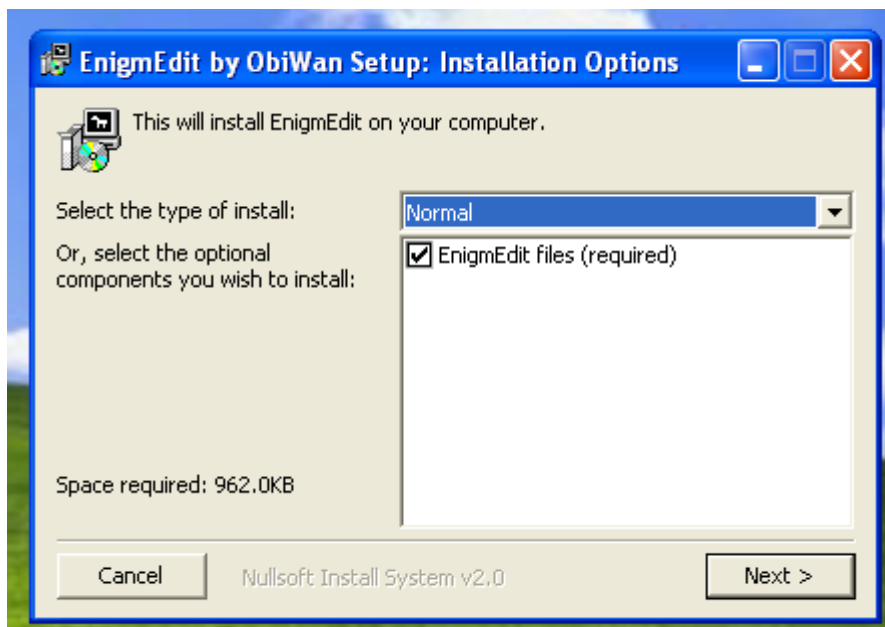 EnigmEdit by ObiWan Setup: Installation Options
This will install EnigmEdit on your computer.
Select the type of install:
Normal
Or, select the optional
components you wish to install:
EnigmEdit files (required)
Space required: 962.0KB
Cancel
Nullsoft Install System v2.0
Next >